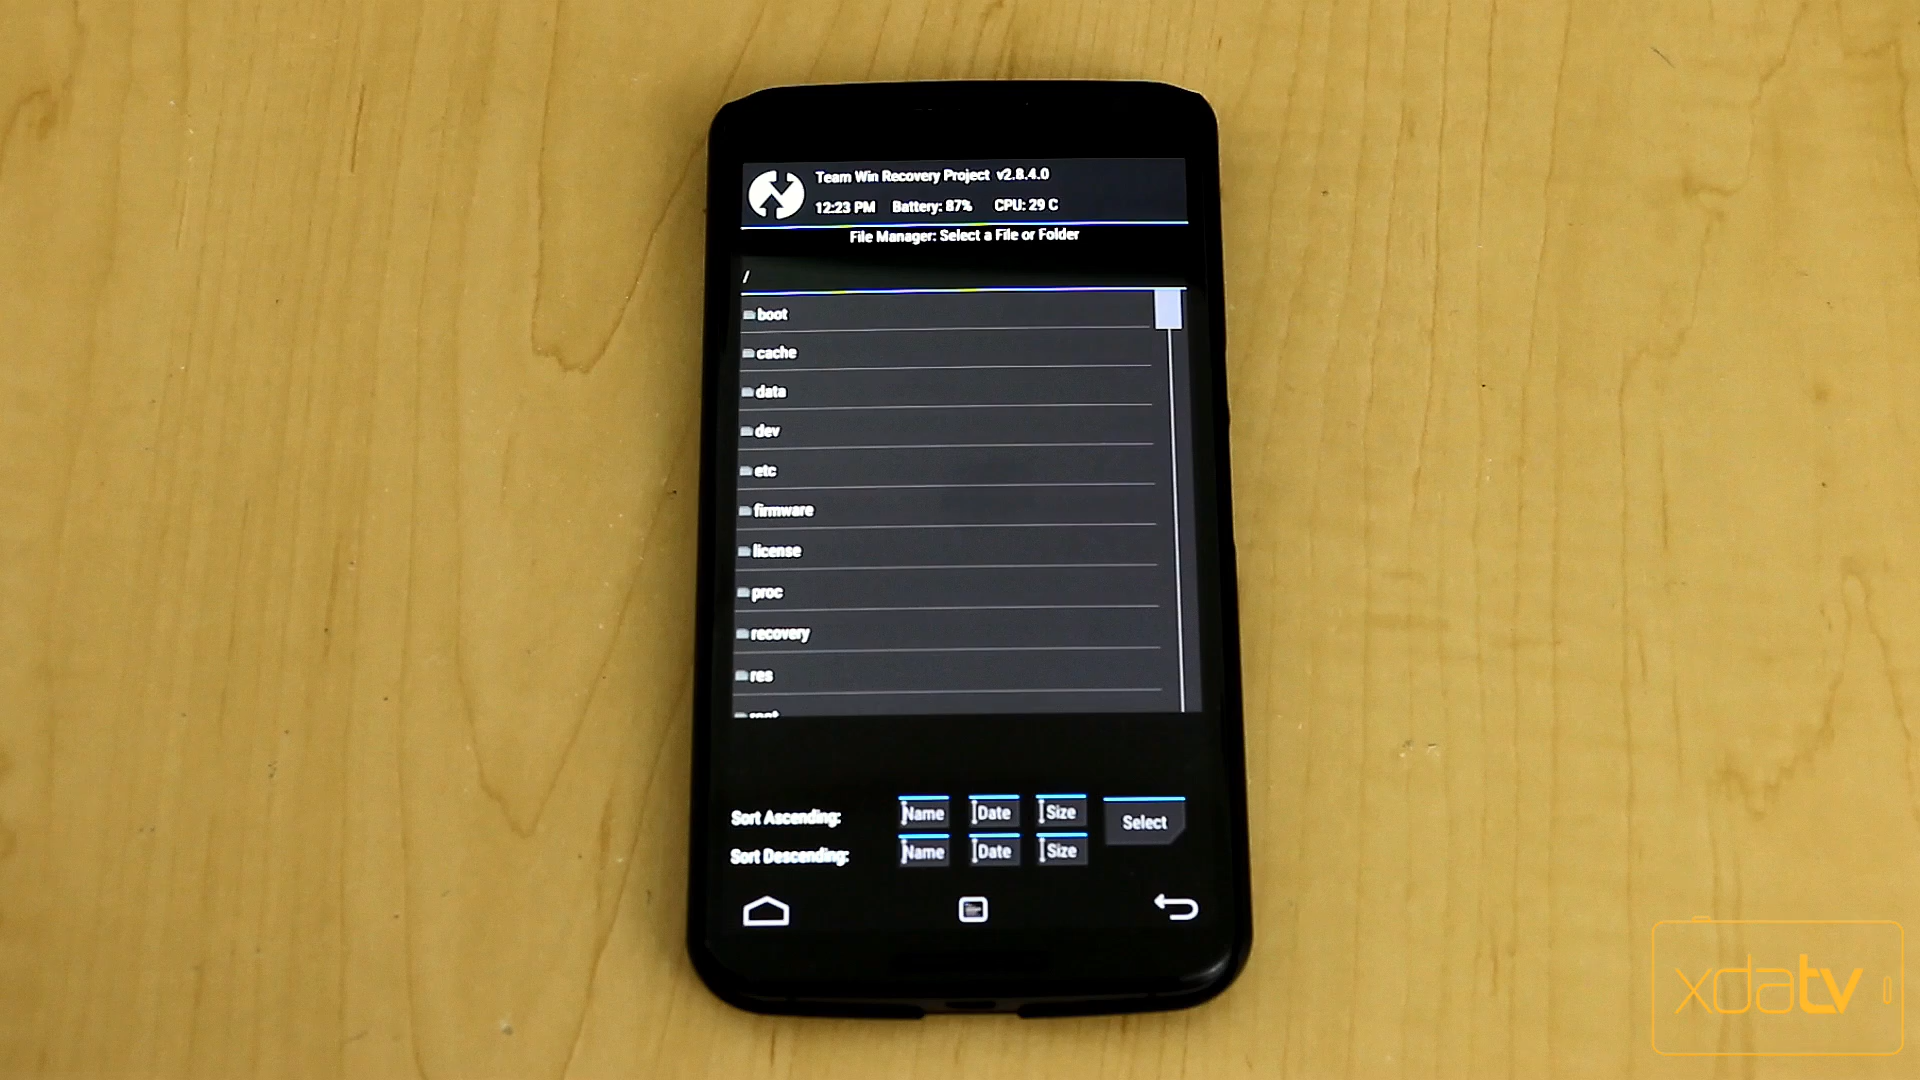 Team Win Recovery Project v2.8.4.0
12:23 PM Battery: 87% CPU: 29 C
File Manager: Select a File or Folder
/
boot
cache
data
dev
etc
firmware
license
proc
recovery
res
Sort Ascending: Name Date Size Select
Sort Descending: Name Date Size
xdatv